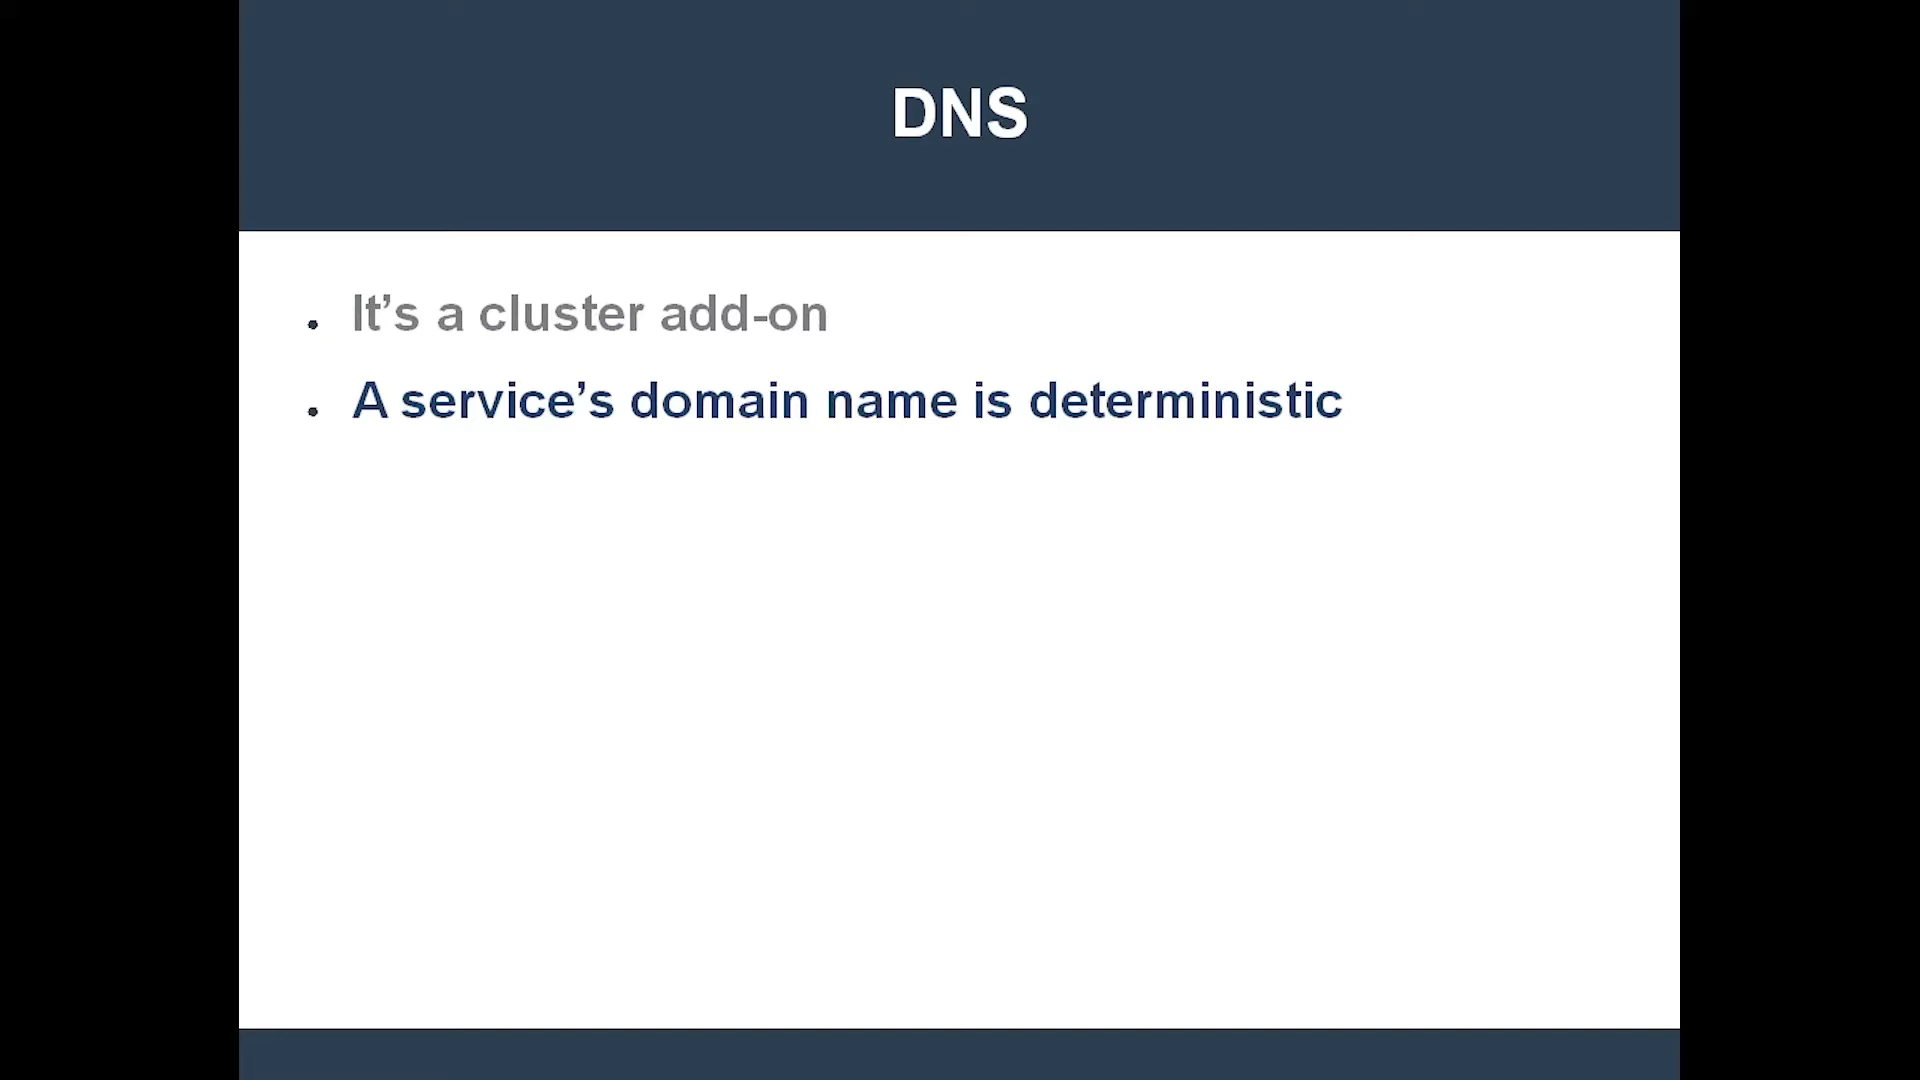 DNS
It’s a cluster add-on
A service’s domain name is deterministic